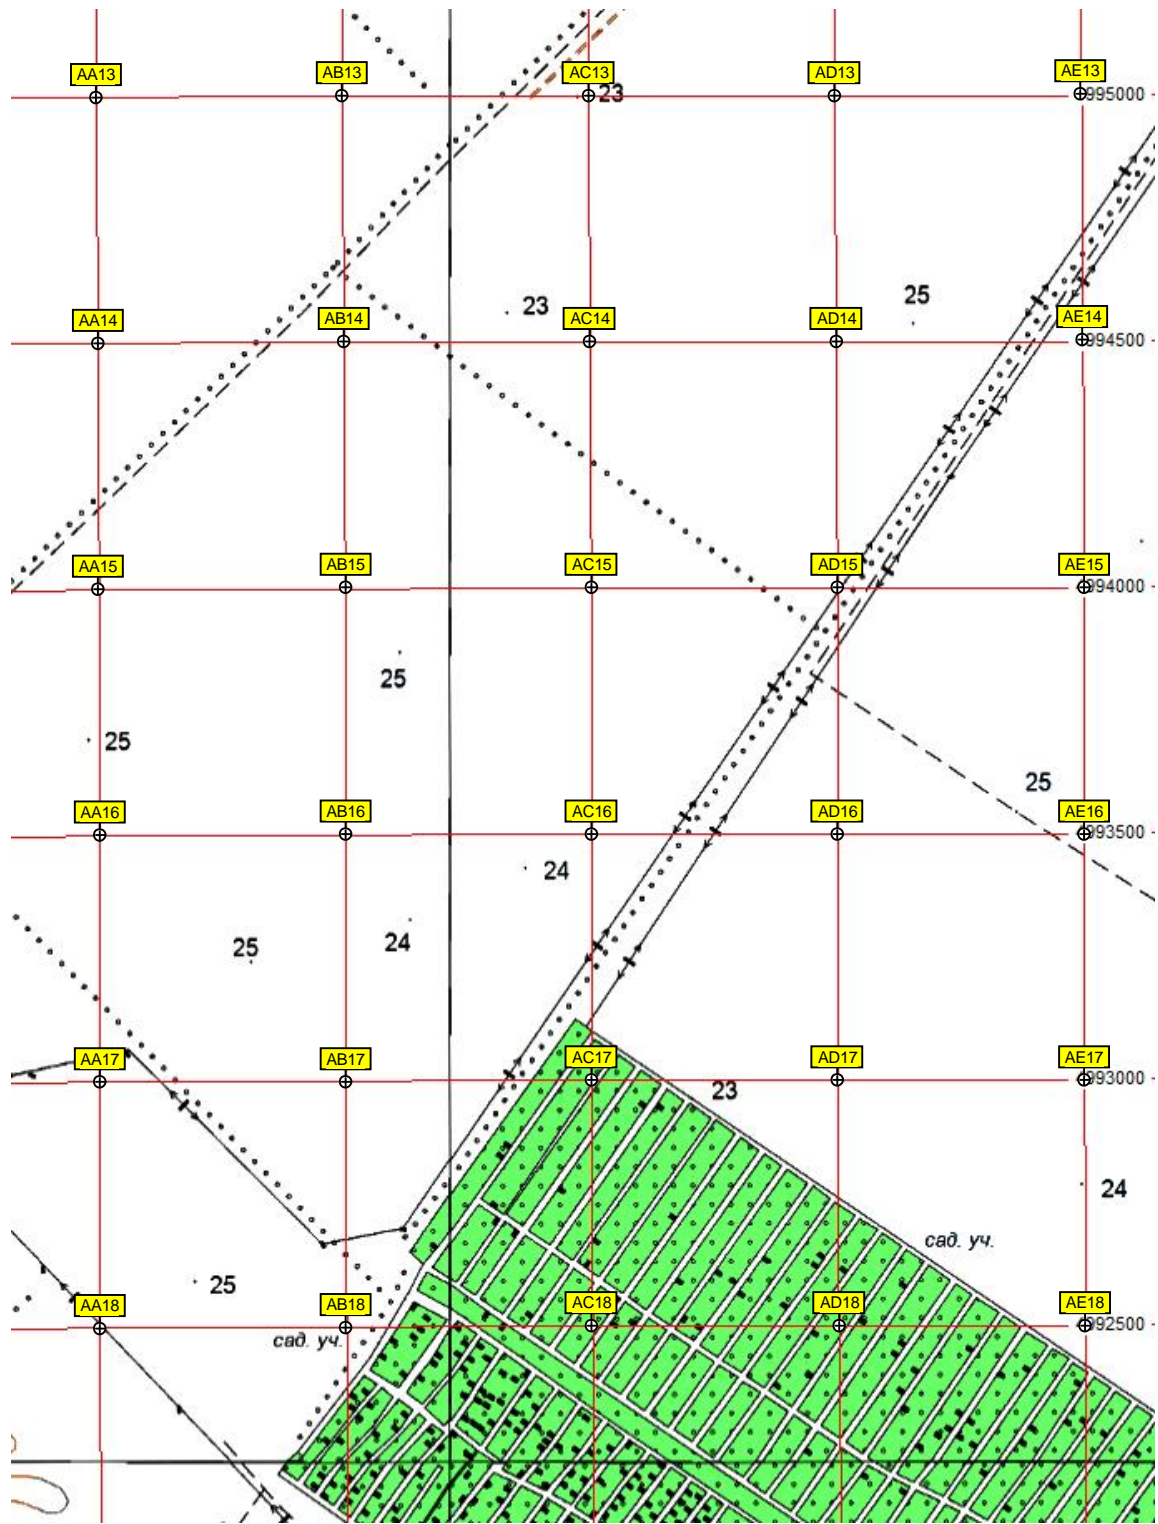 AA13 AB13 AC13 AD13 AE13
23 995000
25
23
AA14 AB14 AC14 AD14 AE14
994500
AA15 AB15 AC15 AD15 AE15
994000
25
25
25
AA16 AB16 AC16 AD16 AE16
993500
24
25 24
AA17 AB17 AC17 AD17 AE17
993000
23
24
сад. уч.
25
AA18 AB18 AC18 AD18 AE18
992500
сад. уч.